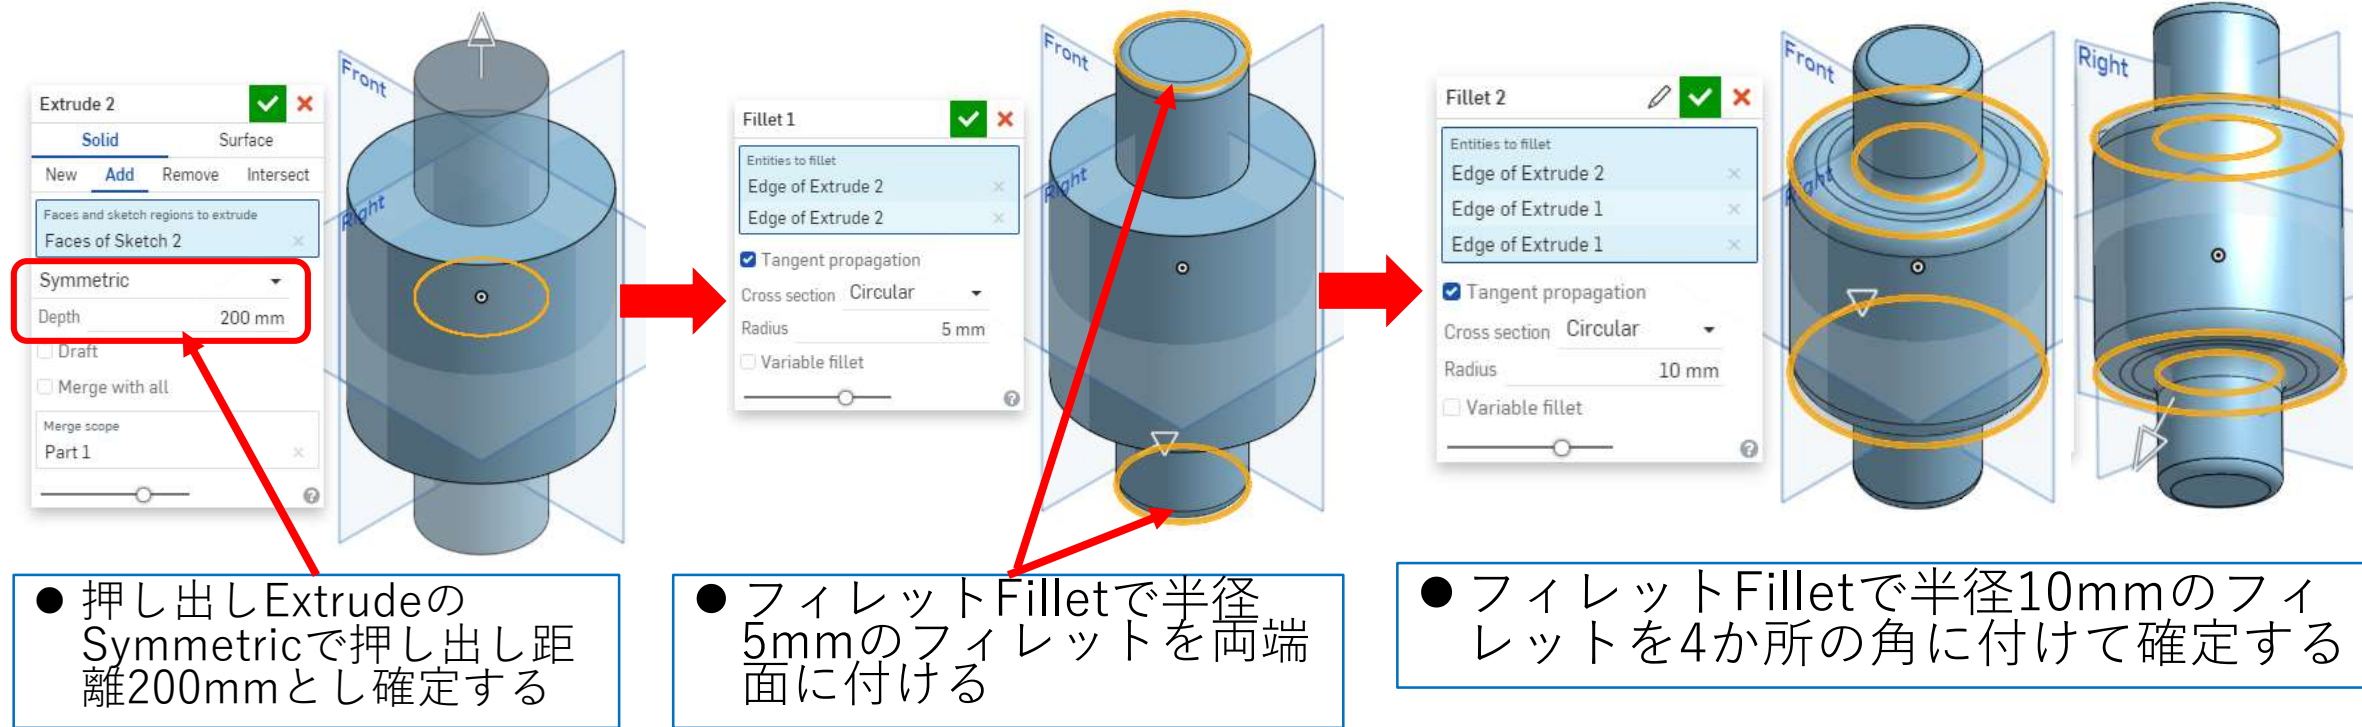 Extrude 2
Solid Surface
New Add Remove Intersect
Faces and sketch regions to extrude
Faces of Sketch 2
Symmetric
Depth 200 mm
Draft
Merge with all
Merge scope
Part 1
Front
Right
Fillet 1
Entities to fillet
Edge of Extrude 2
Edge of Extrude 2
Tangent propagation
Cross section Circular
Radius 5 mm
Variable fillet
Front
Right
Fillet 2
Entities to fillet
Edge of Extrude 2
Edge of Extrude 1
Edge of Extrude 1
Tangent propagation
Cross section Circular
Radius 10 mm
Variable fillet
Front
Right
Right
● 押し出しExtrudeの
Symmetricで押し出し距
離200mmとし確定する
● フィレットFilletで半径
5mmのフィレットを両端
面に付ける
● フィレットFilletで半径10mmのフィ
レットを4か所の角に付けて確定する